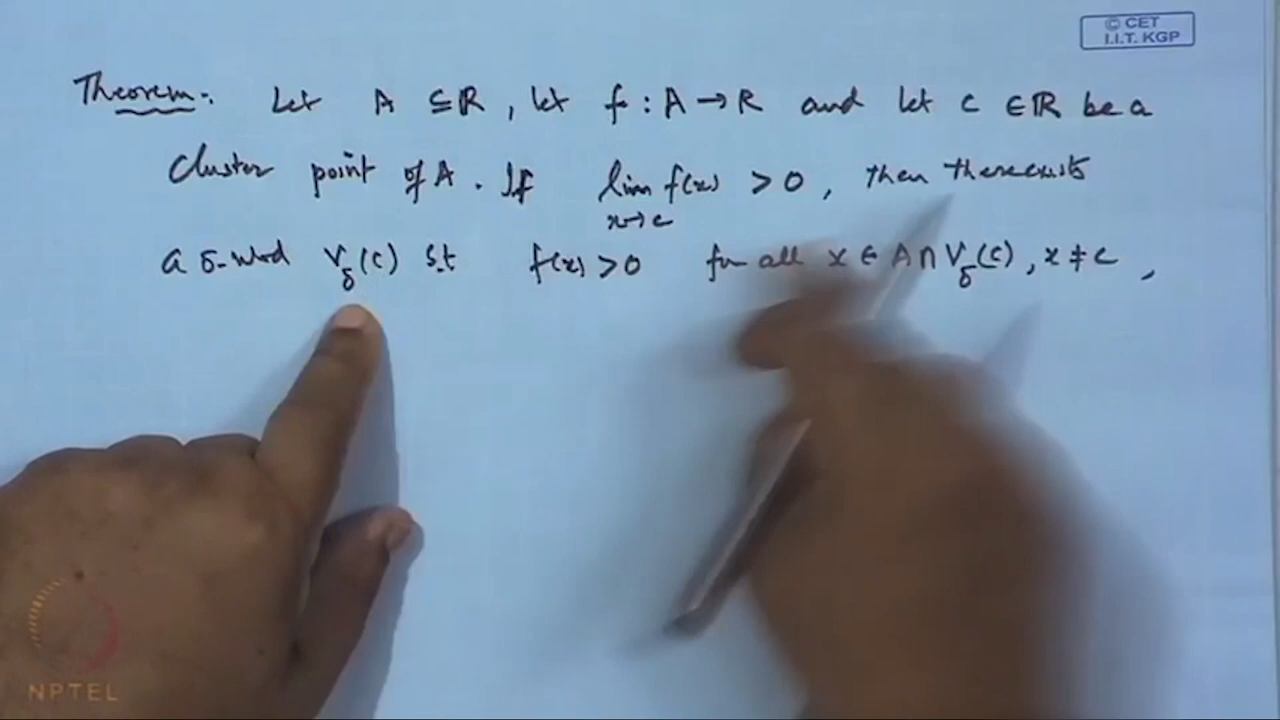 © CET
I.I.T. KGP
Theorem:. Let A ⊆ R, let f : A → R and let c ∈ R be a
Cluster point of A. If lim f(x) > 0, then there exists
x→c
a δ-nbd V_δ(c) s.t f(x) > 0 for all x ∈ A ∩ V_δ(c), x ≠ c,
NPTEL